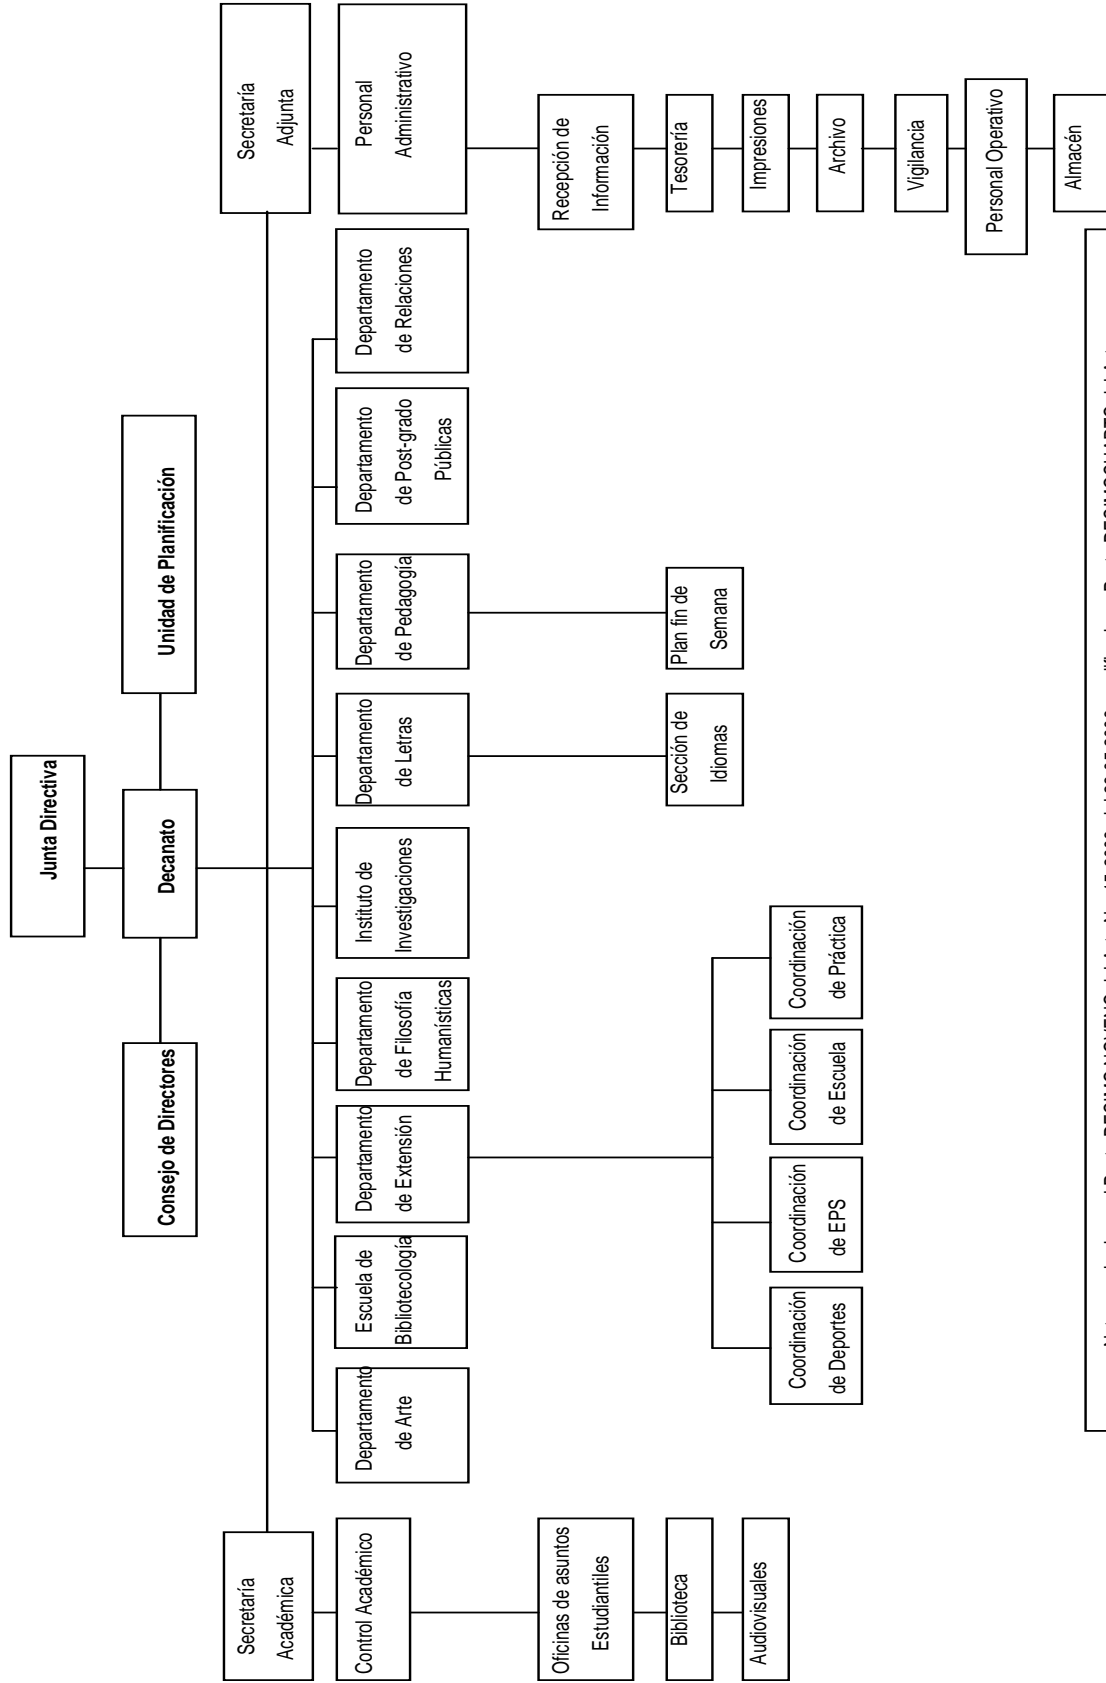 Junta Directiva
Consejo de Directores
Decanato
Unidad de Planificación
Secretaría
Académica
Secretaría
Adjunta
Control Académico
Departamento
de Arte
Escuela de
Bibliotecología
Departamento
de Extensión
Departamento
de Filosofía
Humanísticas
Instituto de
Investigaciones
Departamento
de Letras
Departamento
de Pedagogía
Departamento
de Post-grado
Públicas
Departamento
de Relaciones
Personal
Administrativo
Oficinas de asuntos
Estudiantiles
Recepción de
Información
Biblioteca
Sección de
Idiomas
Plan fin de
Semana
Tesorería
Audiovisuales
Coordinación
de Deportes
Coordinación
de EPS
Coordinación
de Escuela
Coordinación
de Práctica
Impresiones
Archivo
Vigilancia
Personal Operativo
Almacén